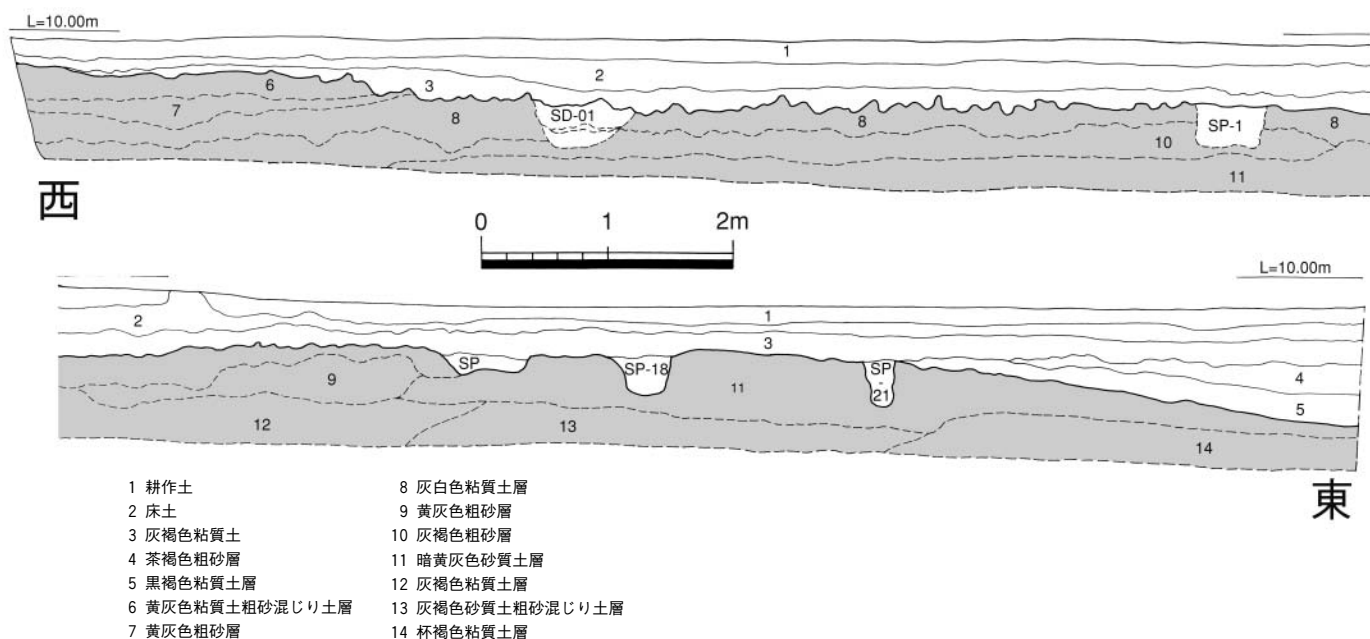 L=10.00m
1
2
6
3
7
SD-01
8
8
SP-1
8
10
11
西
0 1 2m
L=10.00m
2
1
3
SP
SP-18
SP
-
21
9
11
4
5
12
13
14
東
1 耕作土
2 床土
3 灰褐色粘質土
4 茶褐色粗砂層
5 黒褐色粘質土層
6 黄灰色粘質土粗砂混じり土層
7 黄灰色粗砂層
8 灰白色粘質土層
9 黄灰色粗砂層
10 灰褐色粗砂層
11 暗黄灰色砂質土層
12 灰褐色粘質土層
13 灰褐色砂質土粗砂混じり土層
14 杯褐色粘質土層